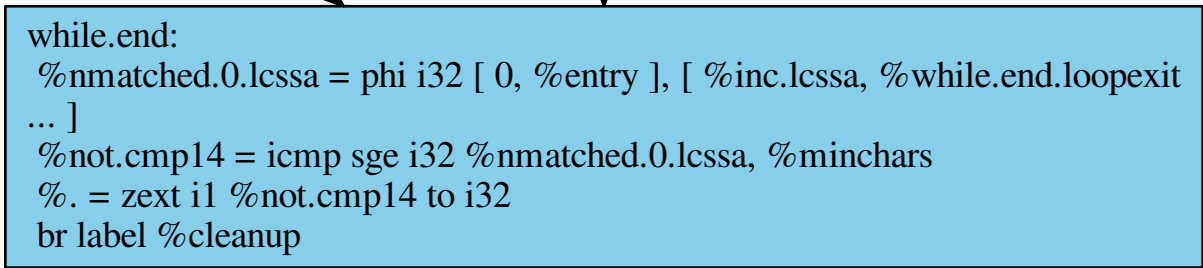 while.end:
%nmatched.0.lcssa = phi i32 [ 0, %entry ], [ %inc.lcssa, %while.end.loopexit
... ]
%not.cmp14 = icmp sge i32 %nmatched.0.lcssa, %minchars
%. = zext i1 %not.cmp14 to i32
br label %cleanup